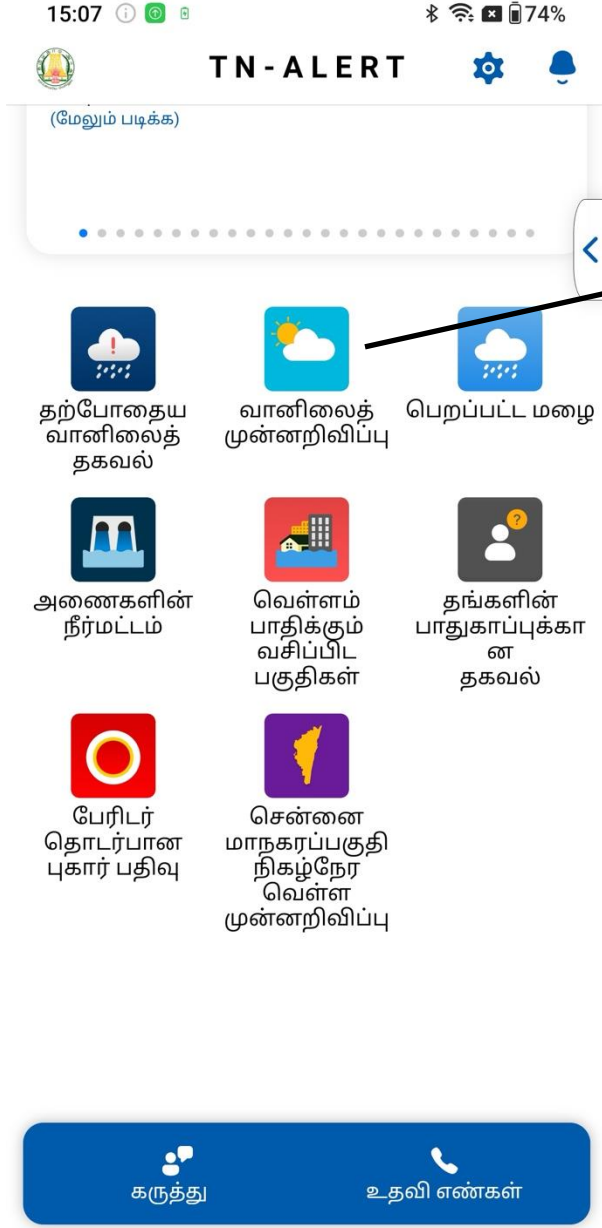 15:07
74%
TN-ALERT
(மேலும் படிக்க)
தற்போதைய
வானிலைத்
தகவல்
வானிலைத்
முன்னறிவிப்பு
பெறப்பட்ட மழை
அணைகளின்
நீர்மட்டம்
வெள்ளம்
பாதிக்கும்
வசிப்பிட
பகுதிகள்
தங்களின்
பாதுகாப்புக்கா
ன
தகவல்
பேரிடர்
தொடர்பான
புகார் பதிவு
சென்னை
மாநகரப்பகுதி
நிகழ்நேர
வெள்ள
முன்னறிவிப்பு
கருத்து
உதவி எண்கள்